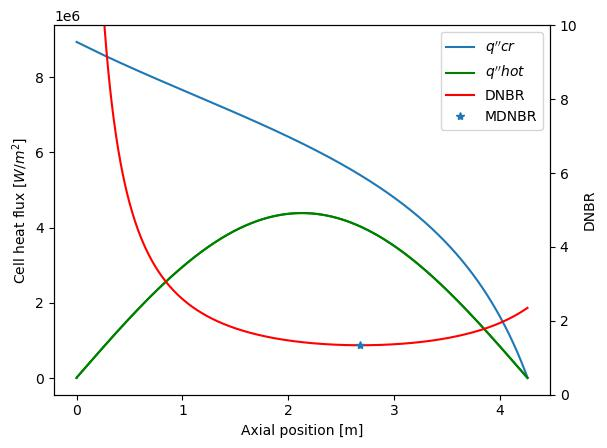 1e6
10
8
6
4
2
0
8
6
4
2
0
0
1
2
3
4
Cell heat flux [W/m²]
DNBR
Axial position [m]
q''cr
q''hot
DNBR
MDNBR